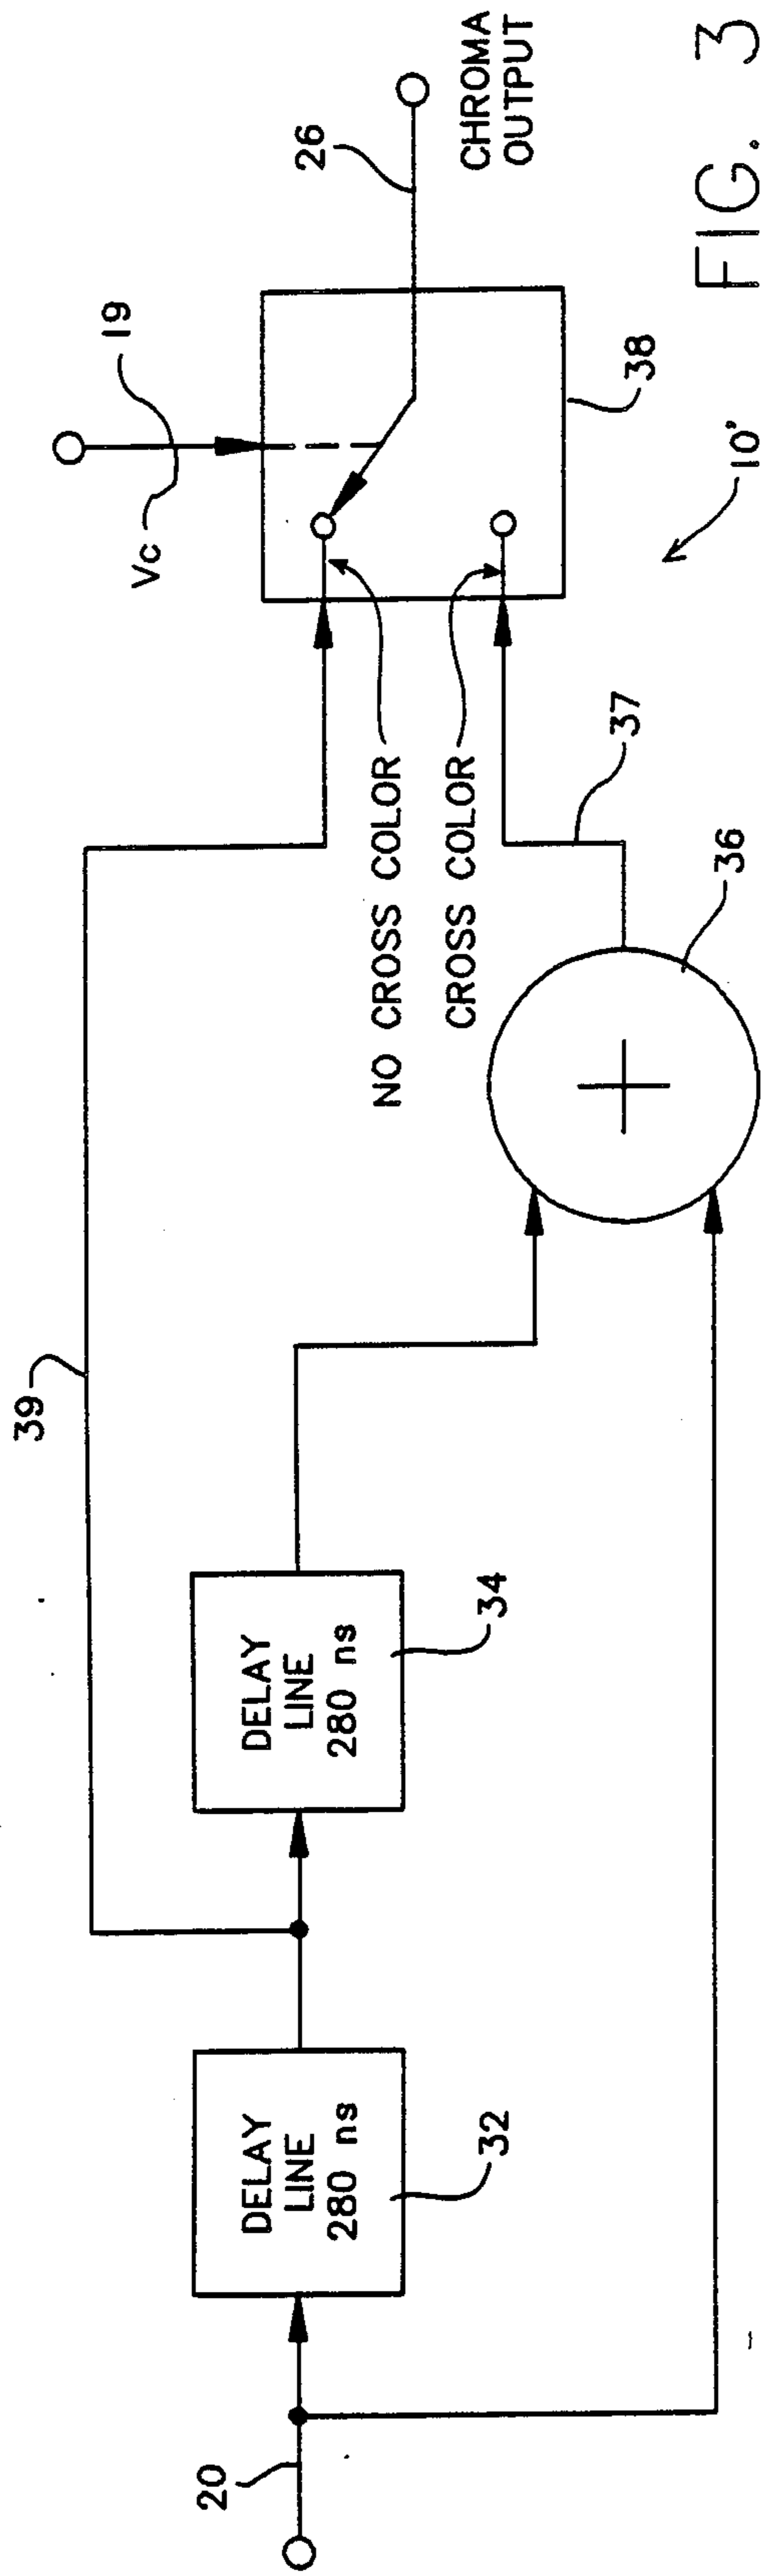 39
19
Vc
26
CHROMA
OUTPUT
20
DELAY
LINE
280 ns
32
DELAY
LINE
280 ns
34
NO CROSS COLOR
CROSS COLOR
37
36
38
10'
FIG. 3